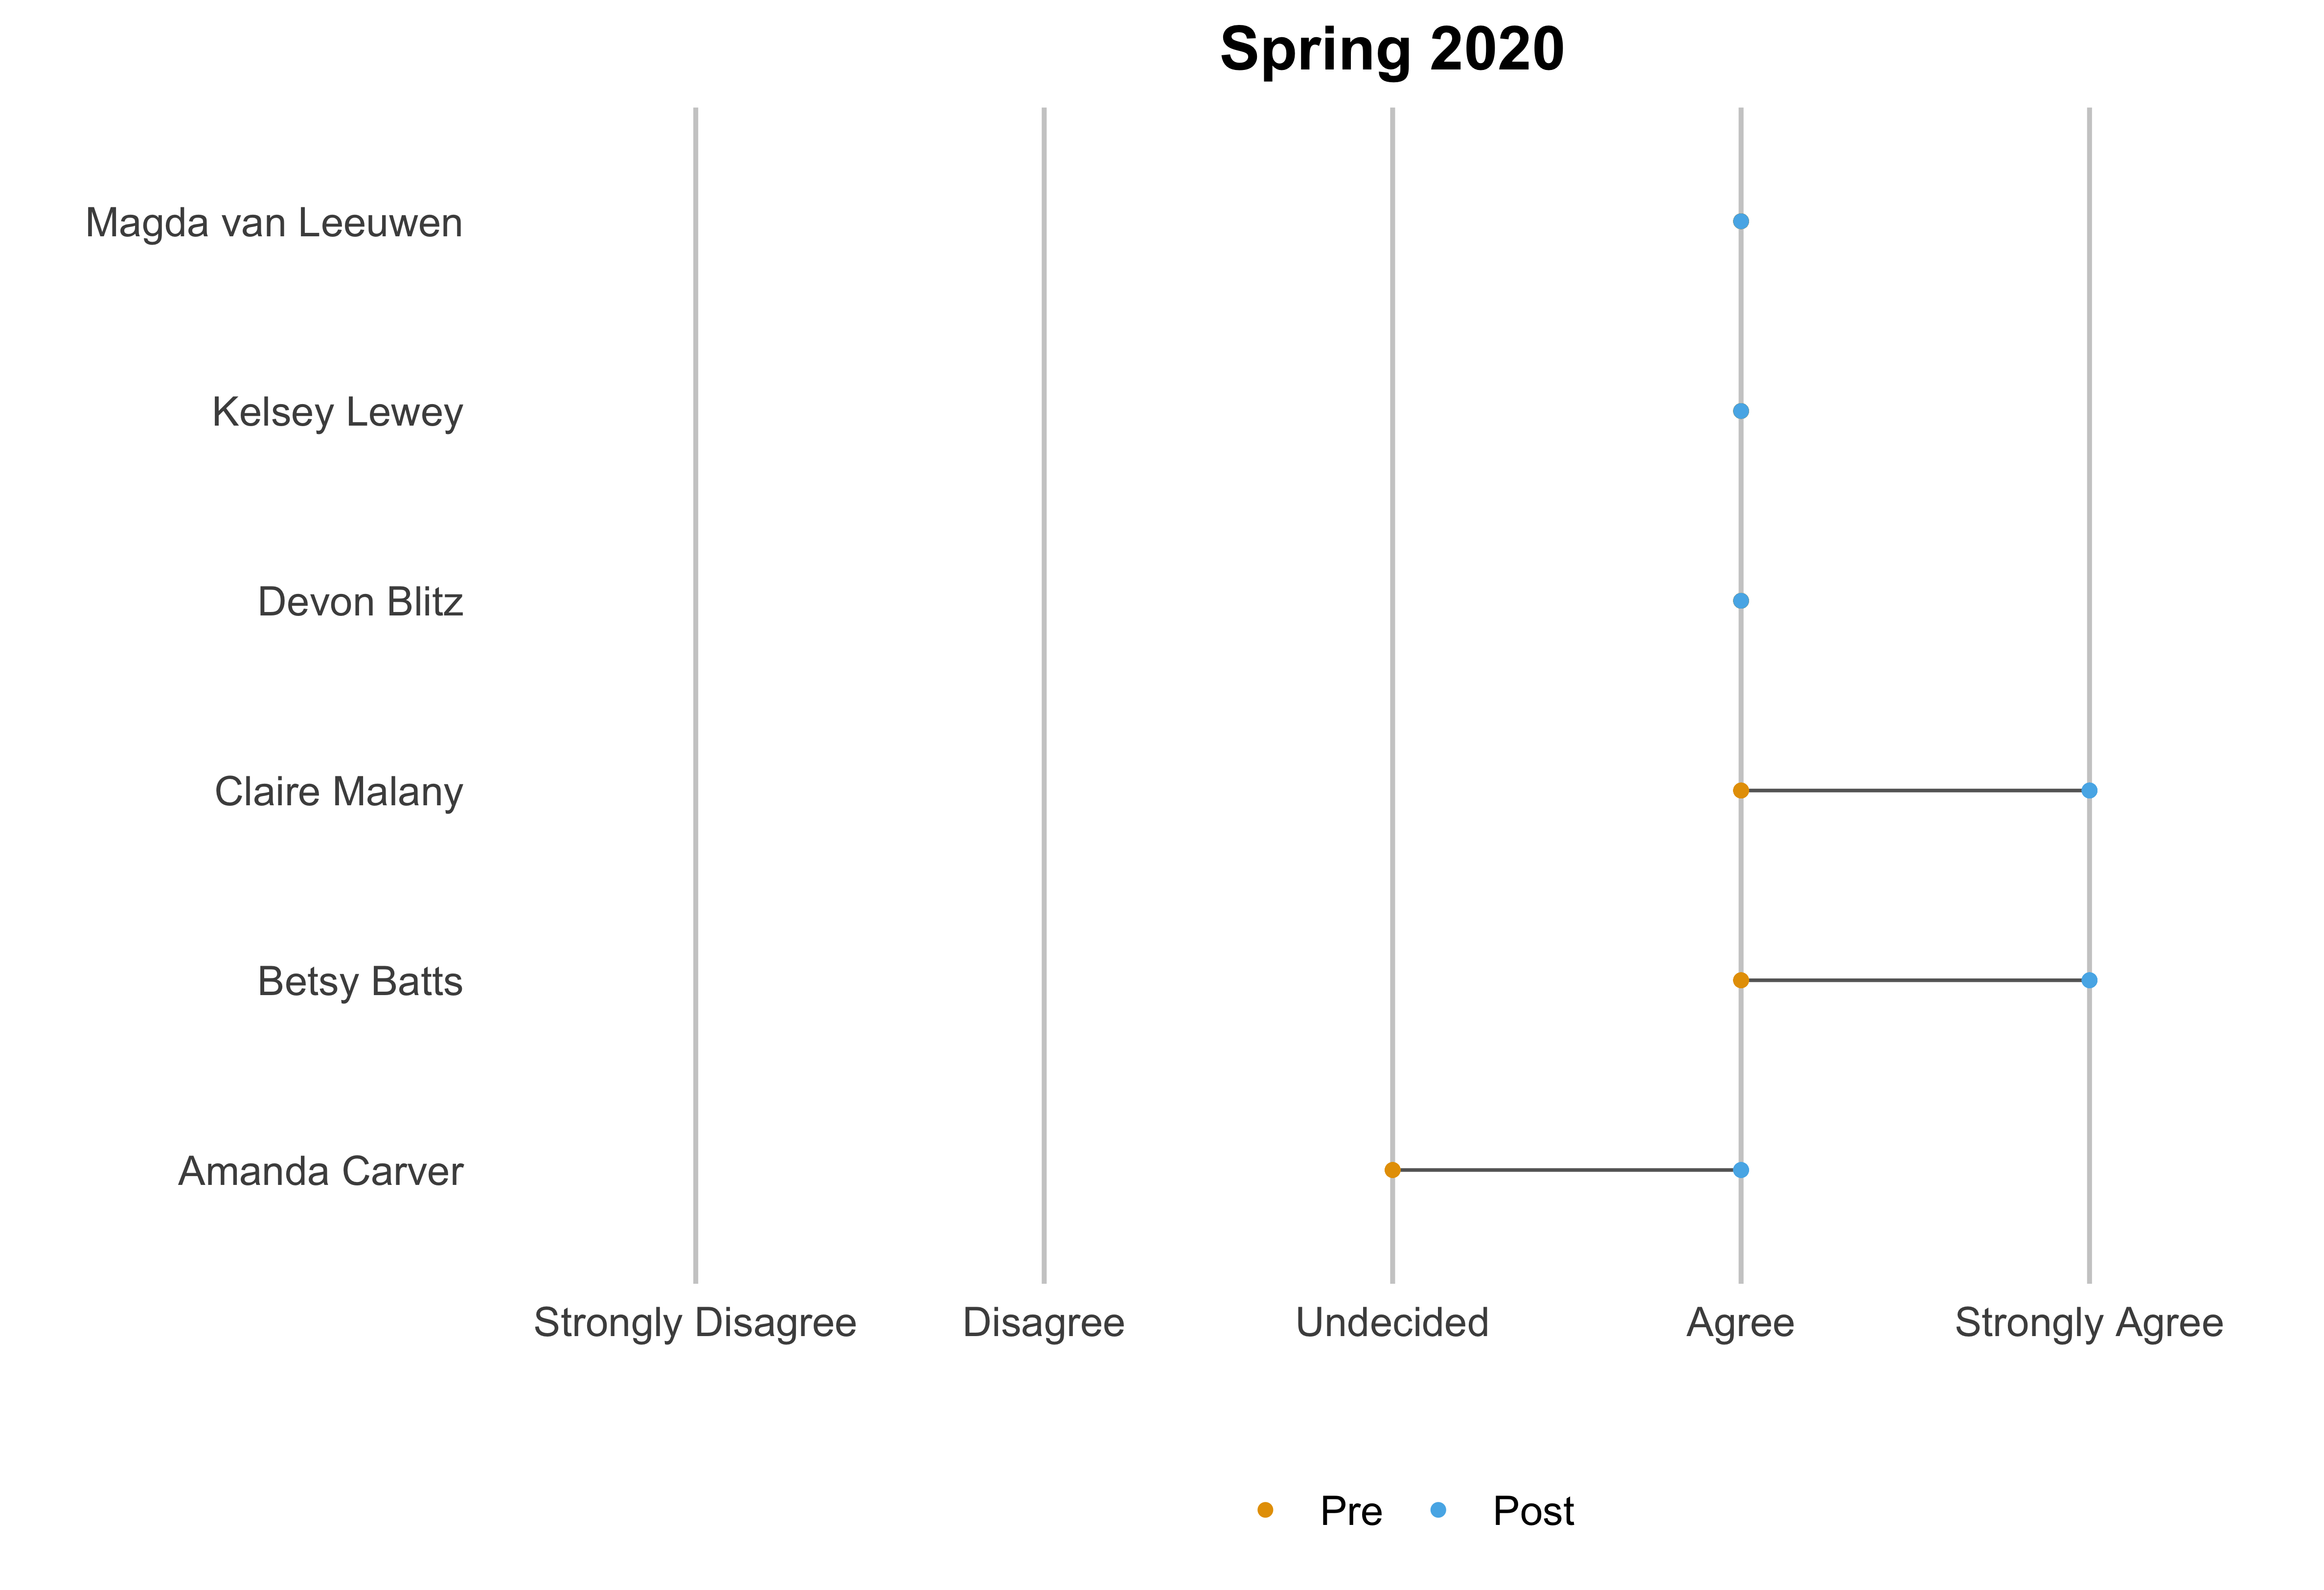 Spring 2020
Magda van Leeuwen
Kelsey Lewey
Devon Blitz
Claire Malany
Betsy Batts
Amanda Carver
Strongly Disagree Disagree Undecided Agree Strongly Agree
Pre Post